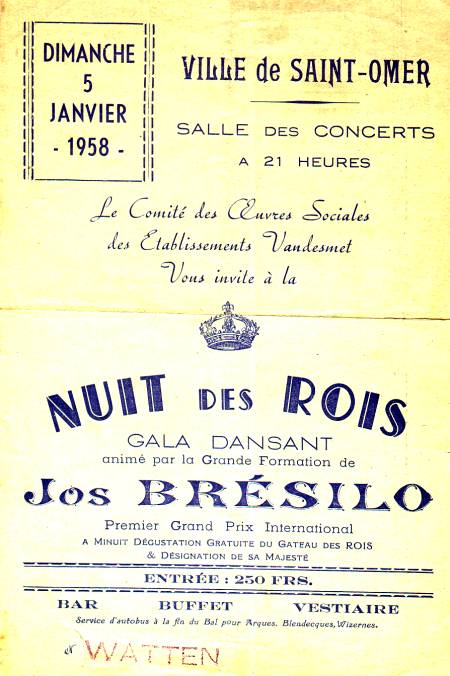 DIMANCHE
5
JANVIER
- 1958 -
VILLE de SAINT-OMER
SALLE DES CONCERTS
A 21 HEURES
Le Comité des Œuvres Sociales
des Etablissements Vandesmet
Vous invite à la
NUIT DES ROIS
GALA DANSANT
animé par la Grande Formation de
Jos BRÉSILO
Premier Grand Prix International
A MINUIT DÉGUSTATION GRATUITE DU GATEAU DES ROIS
& DÉSIGNATION DE SA MAJESTÉ
ENTRÉE : 250 FRS.
BAR BUFFET VESTIAIRE
Service d'autobus à la fin du Bal pour Arques, Blendecques, Wizernes.
et WATTEN